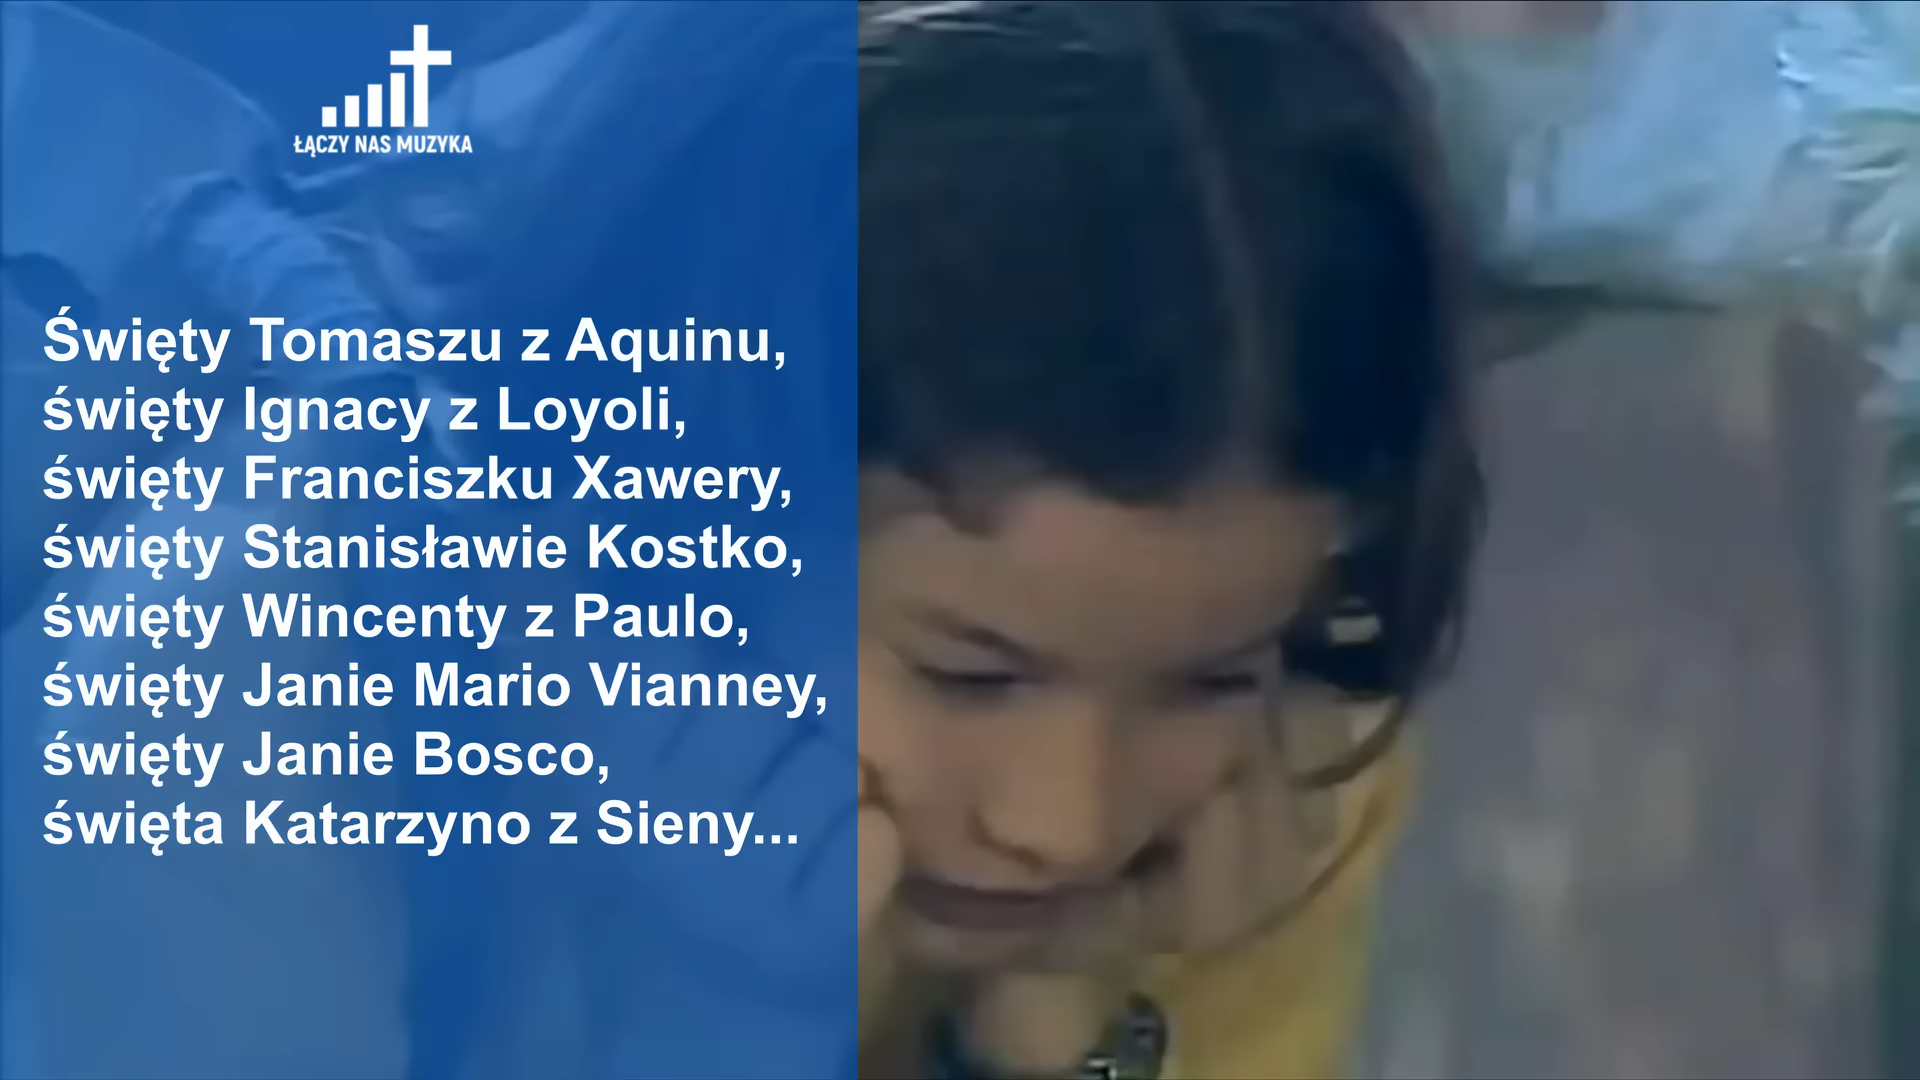 ŁĄCZY NAS MUZYKA
Święty Tomaszu z Aquinu,
święty Ignacy z Loyoli,
święty Franciszku Xawery,
święty Stanisławie Kostko,
święty Wincenty z Paulo,
święty Janie Mario Vianney,
święty Janie Bosco,
święta Katarzyno z Sieny...